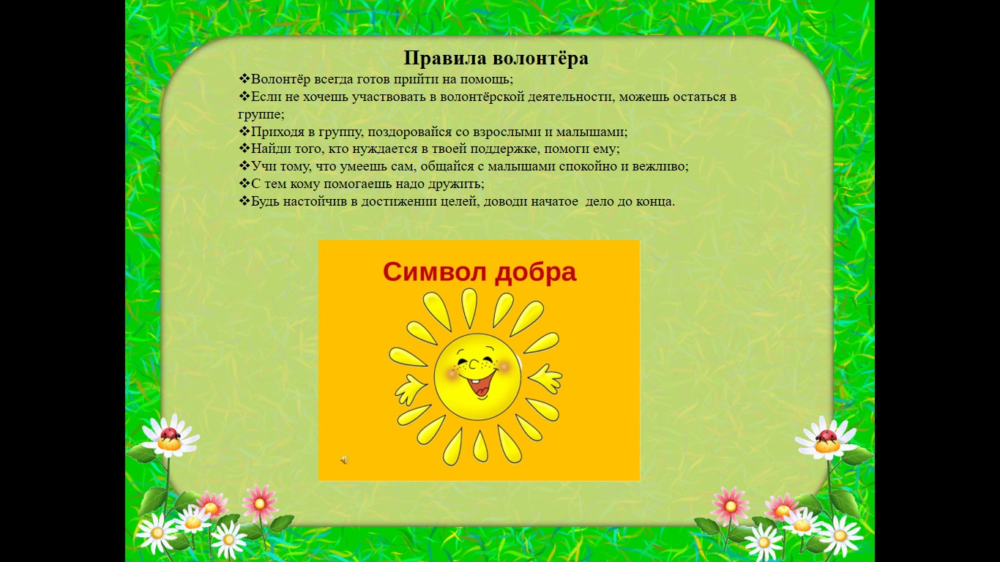 Правила волонтёра
❖Волонтёр всегда готов прийти на помощь;
❖Если не хочешь участвовать в волонтёрской деятельности, можешь остаться в
группе;
❖Приходя в группу, поздоровайся со взрослыми и малышами;
❖Найди того, кто нуждается в твоей поддержке, помоги ему;
❖Учи тому, что умеешь сам, общайся с малышами спокойно и вежливо;
❖С тем кому помогаешь надо дружить;
❖Будь настойчив в достижении целей, доводи начатое  дело до конца.
Символ добра